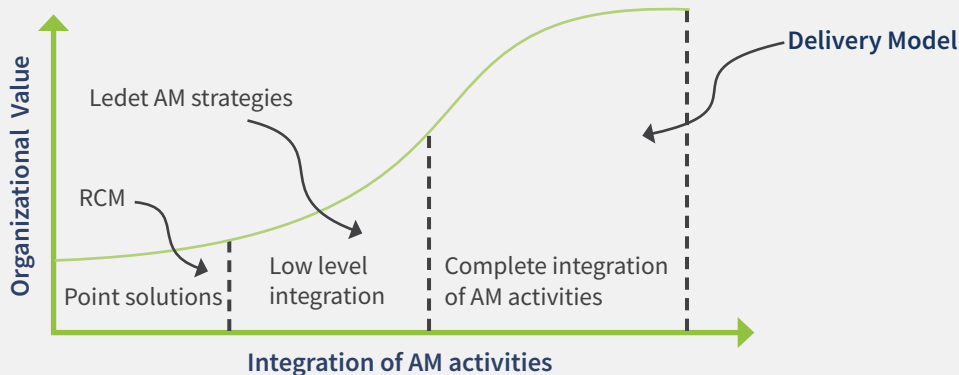 Organizational Value
Delivery Model
Ledet AM strategies
RCM
Point solutions
Low level
integration
Complete integration
of AM activities
Integration of AM activities